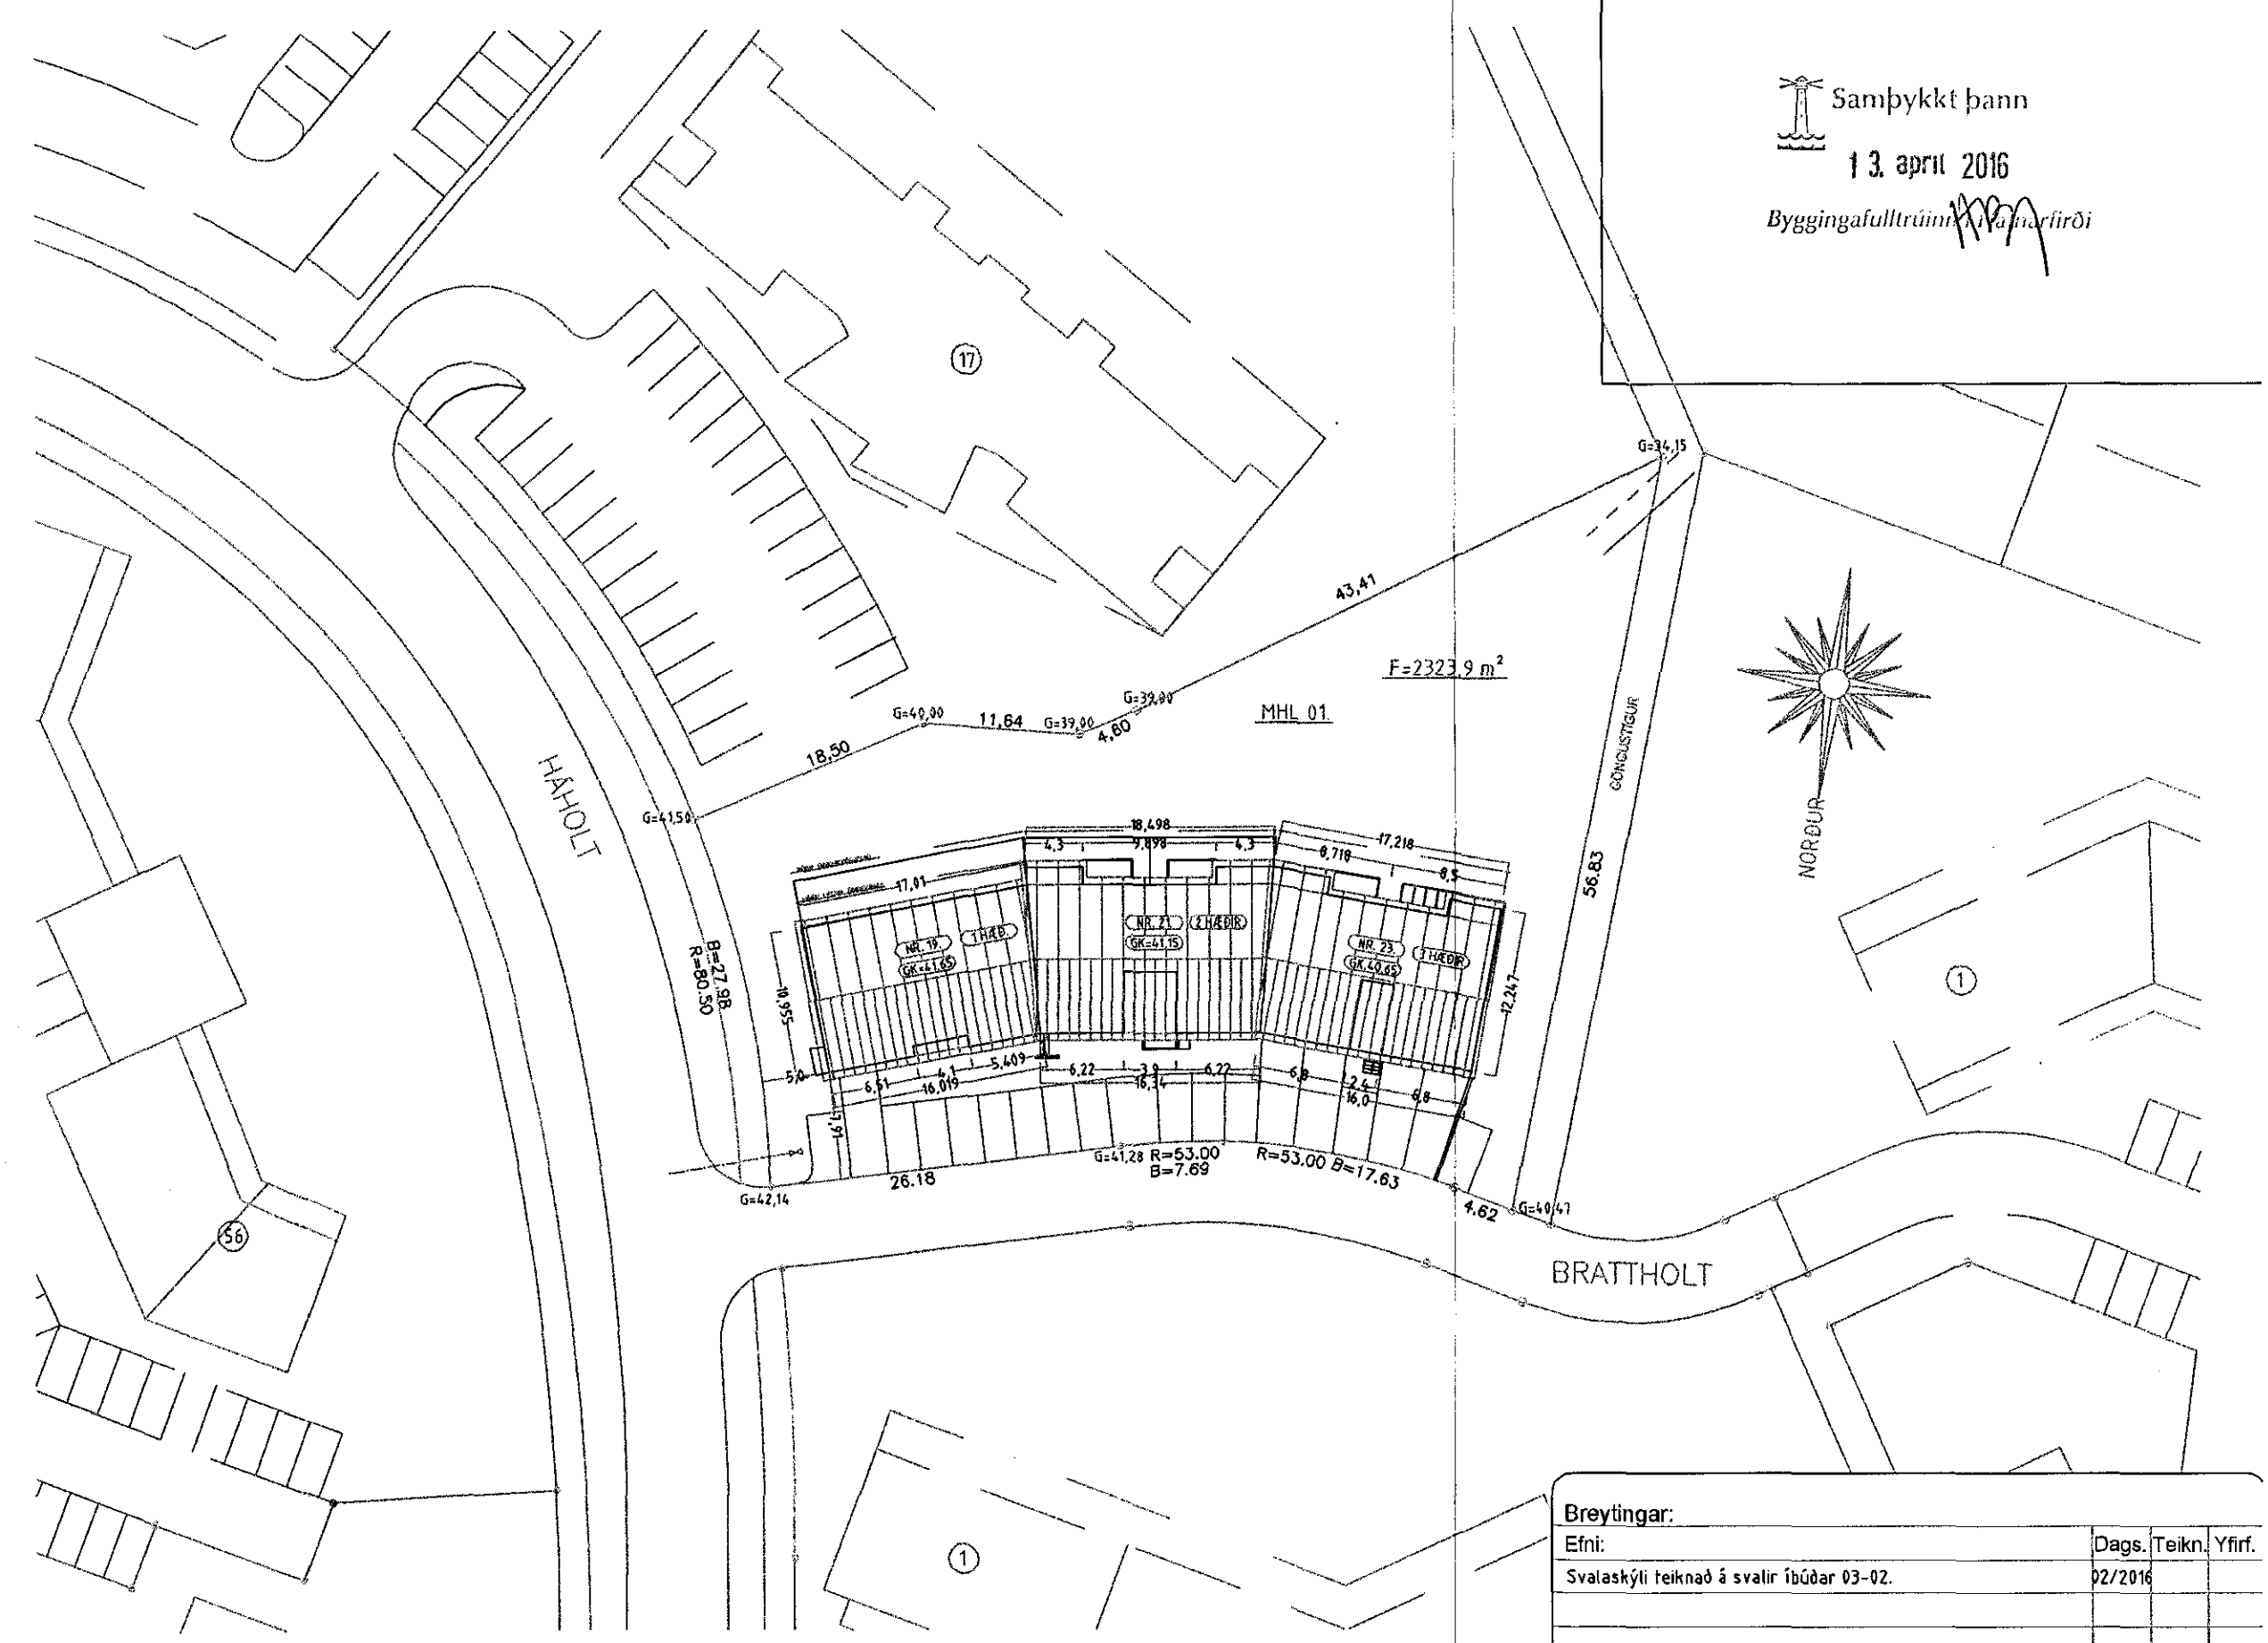 Samþykkt þann
13. apríl 2016
Byggingafulltrúinn
17
G=34,15
43,41
F=2323,9 m²
MHL 01.
G=40,00
11,64
G=39,00
4,80
G=39,00
18,50
G=41,50
HÁHOLT
GÖNGUSTÍGUR
56.83
NORÐUR
18,498
4,3
9,898
4,3
17,218
8,718
8,5
17,01
NR. 19.
1 HÆÐ.
GK=41,65
NR. 21.
2 HÆÐIR
GK=41,15
NR. 23.
3 HÆÐIR
GK.40,65
B=27.98
R=80.50
10,955
12,247
1
5,0
6,51
4,1
5,409
16,019
6,22
3,9
6,22
16,34
6,8
2,4
6,8
16,0
7,91
G=41,28
R=53.00
B=7.69
R=53.00 B=17.63
26.18
G=42,14
4.62
G=40,47
56
BRATTHOLT
1
Breytingar:
Efni:
Dags.
Teikn.
Yfirf.
Svalaskýli teiknað á svalir íbúðar 03-02.
02/2016